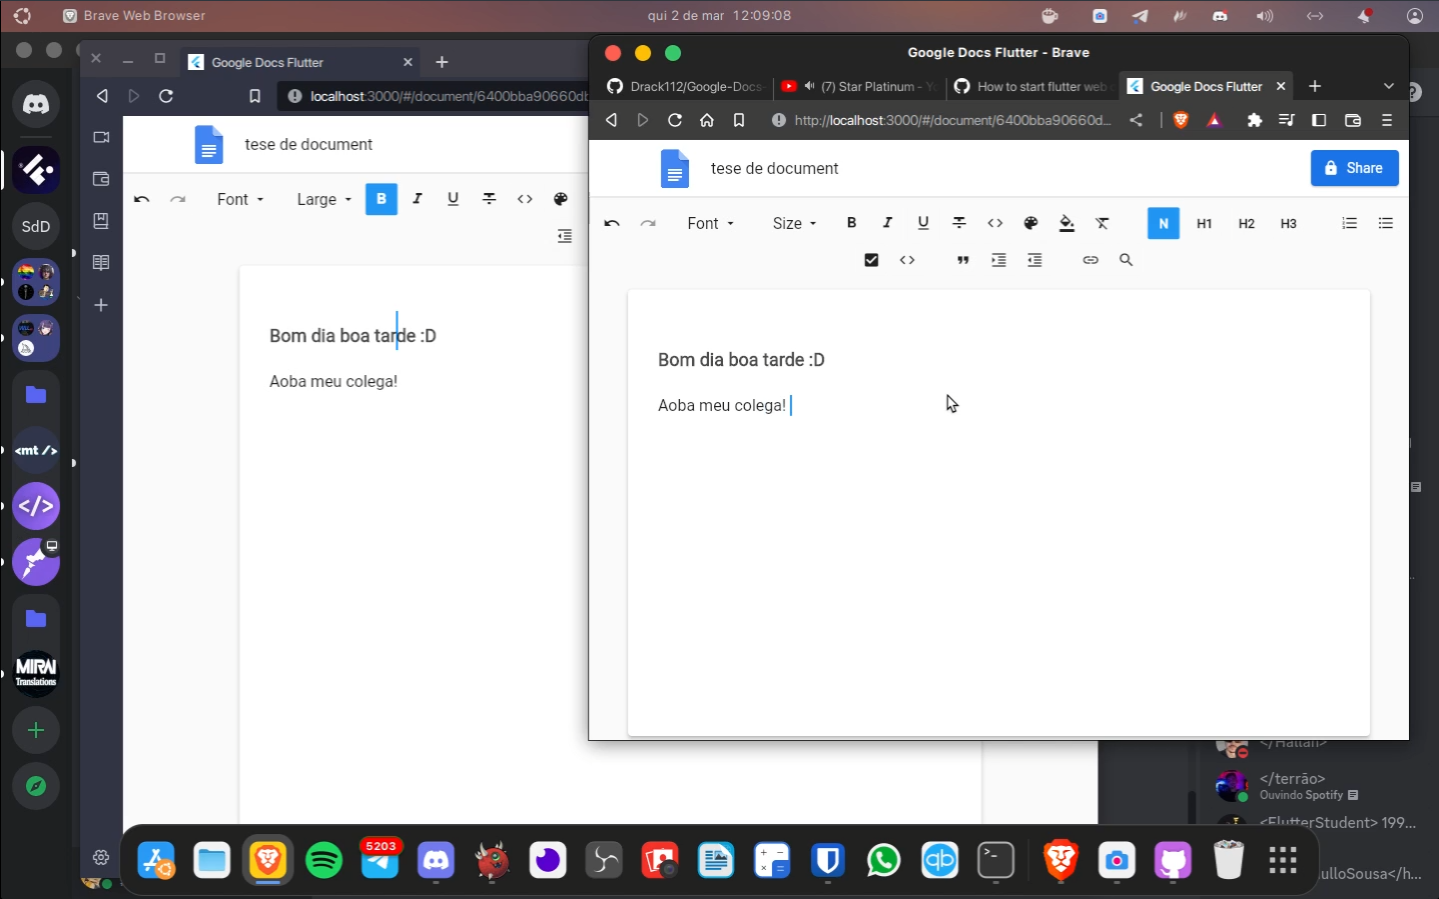 Brave Web Browser
qui 2 de mar 12:09:08
Google Docs Flutter
localhost:3000/#/document/6400bba90660d
tese de document
Font
Large
B
I
U
Bom dia boa tarde :D
Aoba meu colega!
Google Docs Flutter - Brave
Drack112/Google-Docs-
(7) Star Platinum -
How to start flutter web
Google Docs Flutter
http://localhost:3000/#/document/6400bba90660d...
tese de document
Share
Font
Size
B
I
U
N
H1
H2
H3
Bom dia boa tarde :D
Aoba meu colega!
SdD
<mt />
</>
MIRAI
Translations
</Hallan>
</terrão>
Ouvindo Spotify
<FlutterStudent> 199...
ulloSousa</h...
5203
qb